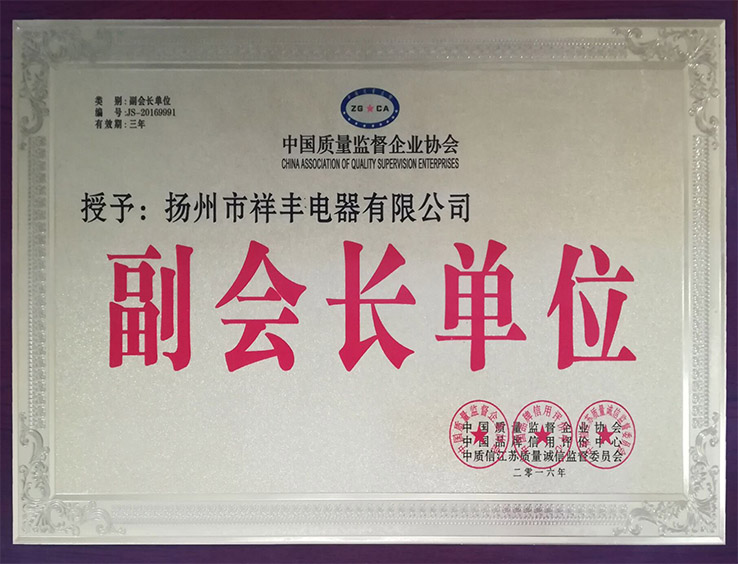 类 别:副会长单位
编 号:JS-20169991
有效期:三年
ZG★CA
中国质量监督企业协会
CHINA ASSOCIATION OF QUALITY SUPERVISION ENTERPRISES
授予：扬州市祥丰电器有限公司
副会长单位
中国质量监督企业协会
中国品牌信用评价中心
中质信江苏质量诚信监督委员会
二零一六年